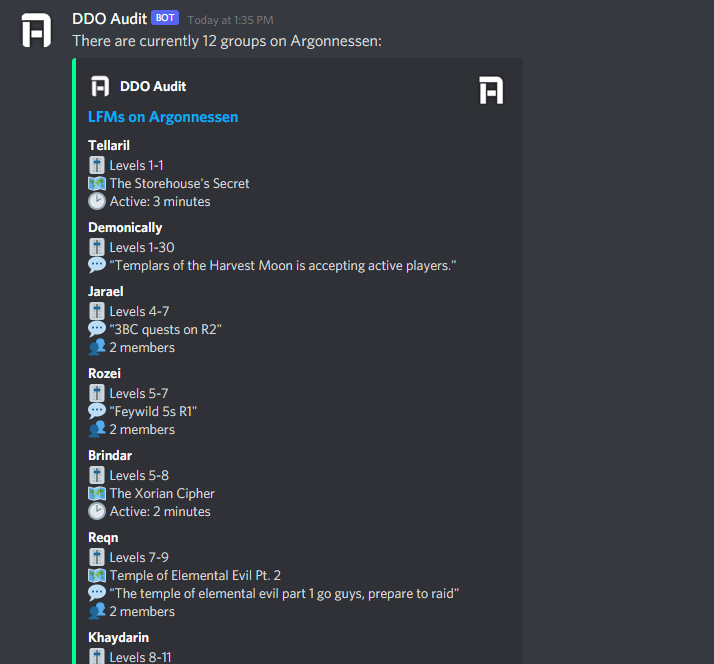 DDO Audit BOT Today at 1:35 PM
There are currently 12 groups on Argonnessen:
DDO Audit
LFMs on Argonnessen
Tellaril
Levels 1-1
The Storehouse's Secret
Active: 3 minutes
Demonically
Levels 1-30
"Templars of the Harvest Moon is accepting active players."
Jarael
Levels 4-7
"3BC quests on R2"
2 members
Rozei
Levels 5-7
"Feywild 5s R1"
2 members
Brindar
Levels 5-8
The Xorian Cipher
Active: 2 minutes
Reqn
Levels 7-9
Temple of Elemental Evil Pt. 2
"The temple of elemental evil part 1 go guys, prepare to raid"
2 members
Khaydarin
Levels 8-11